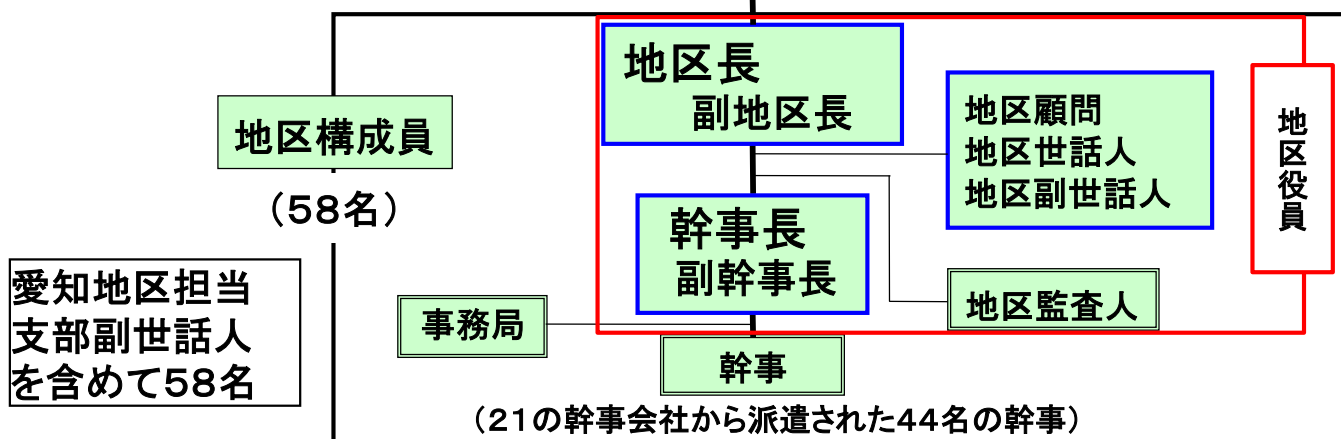 地区長
副地区長
地区構成員
(58名)
地区顧問
地区世話人
地区副世話人
地区役員
幹事長
副幹事長
愛知地区担当
支部副世話人
を含めて58名
事務局
地区監査人
幹事
(21の幹事会社から派遣された44名の幹事)